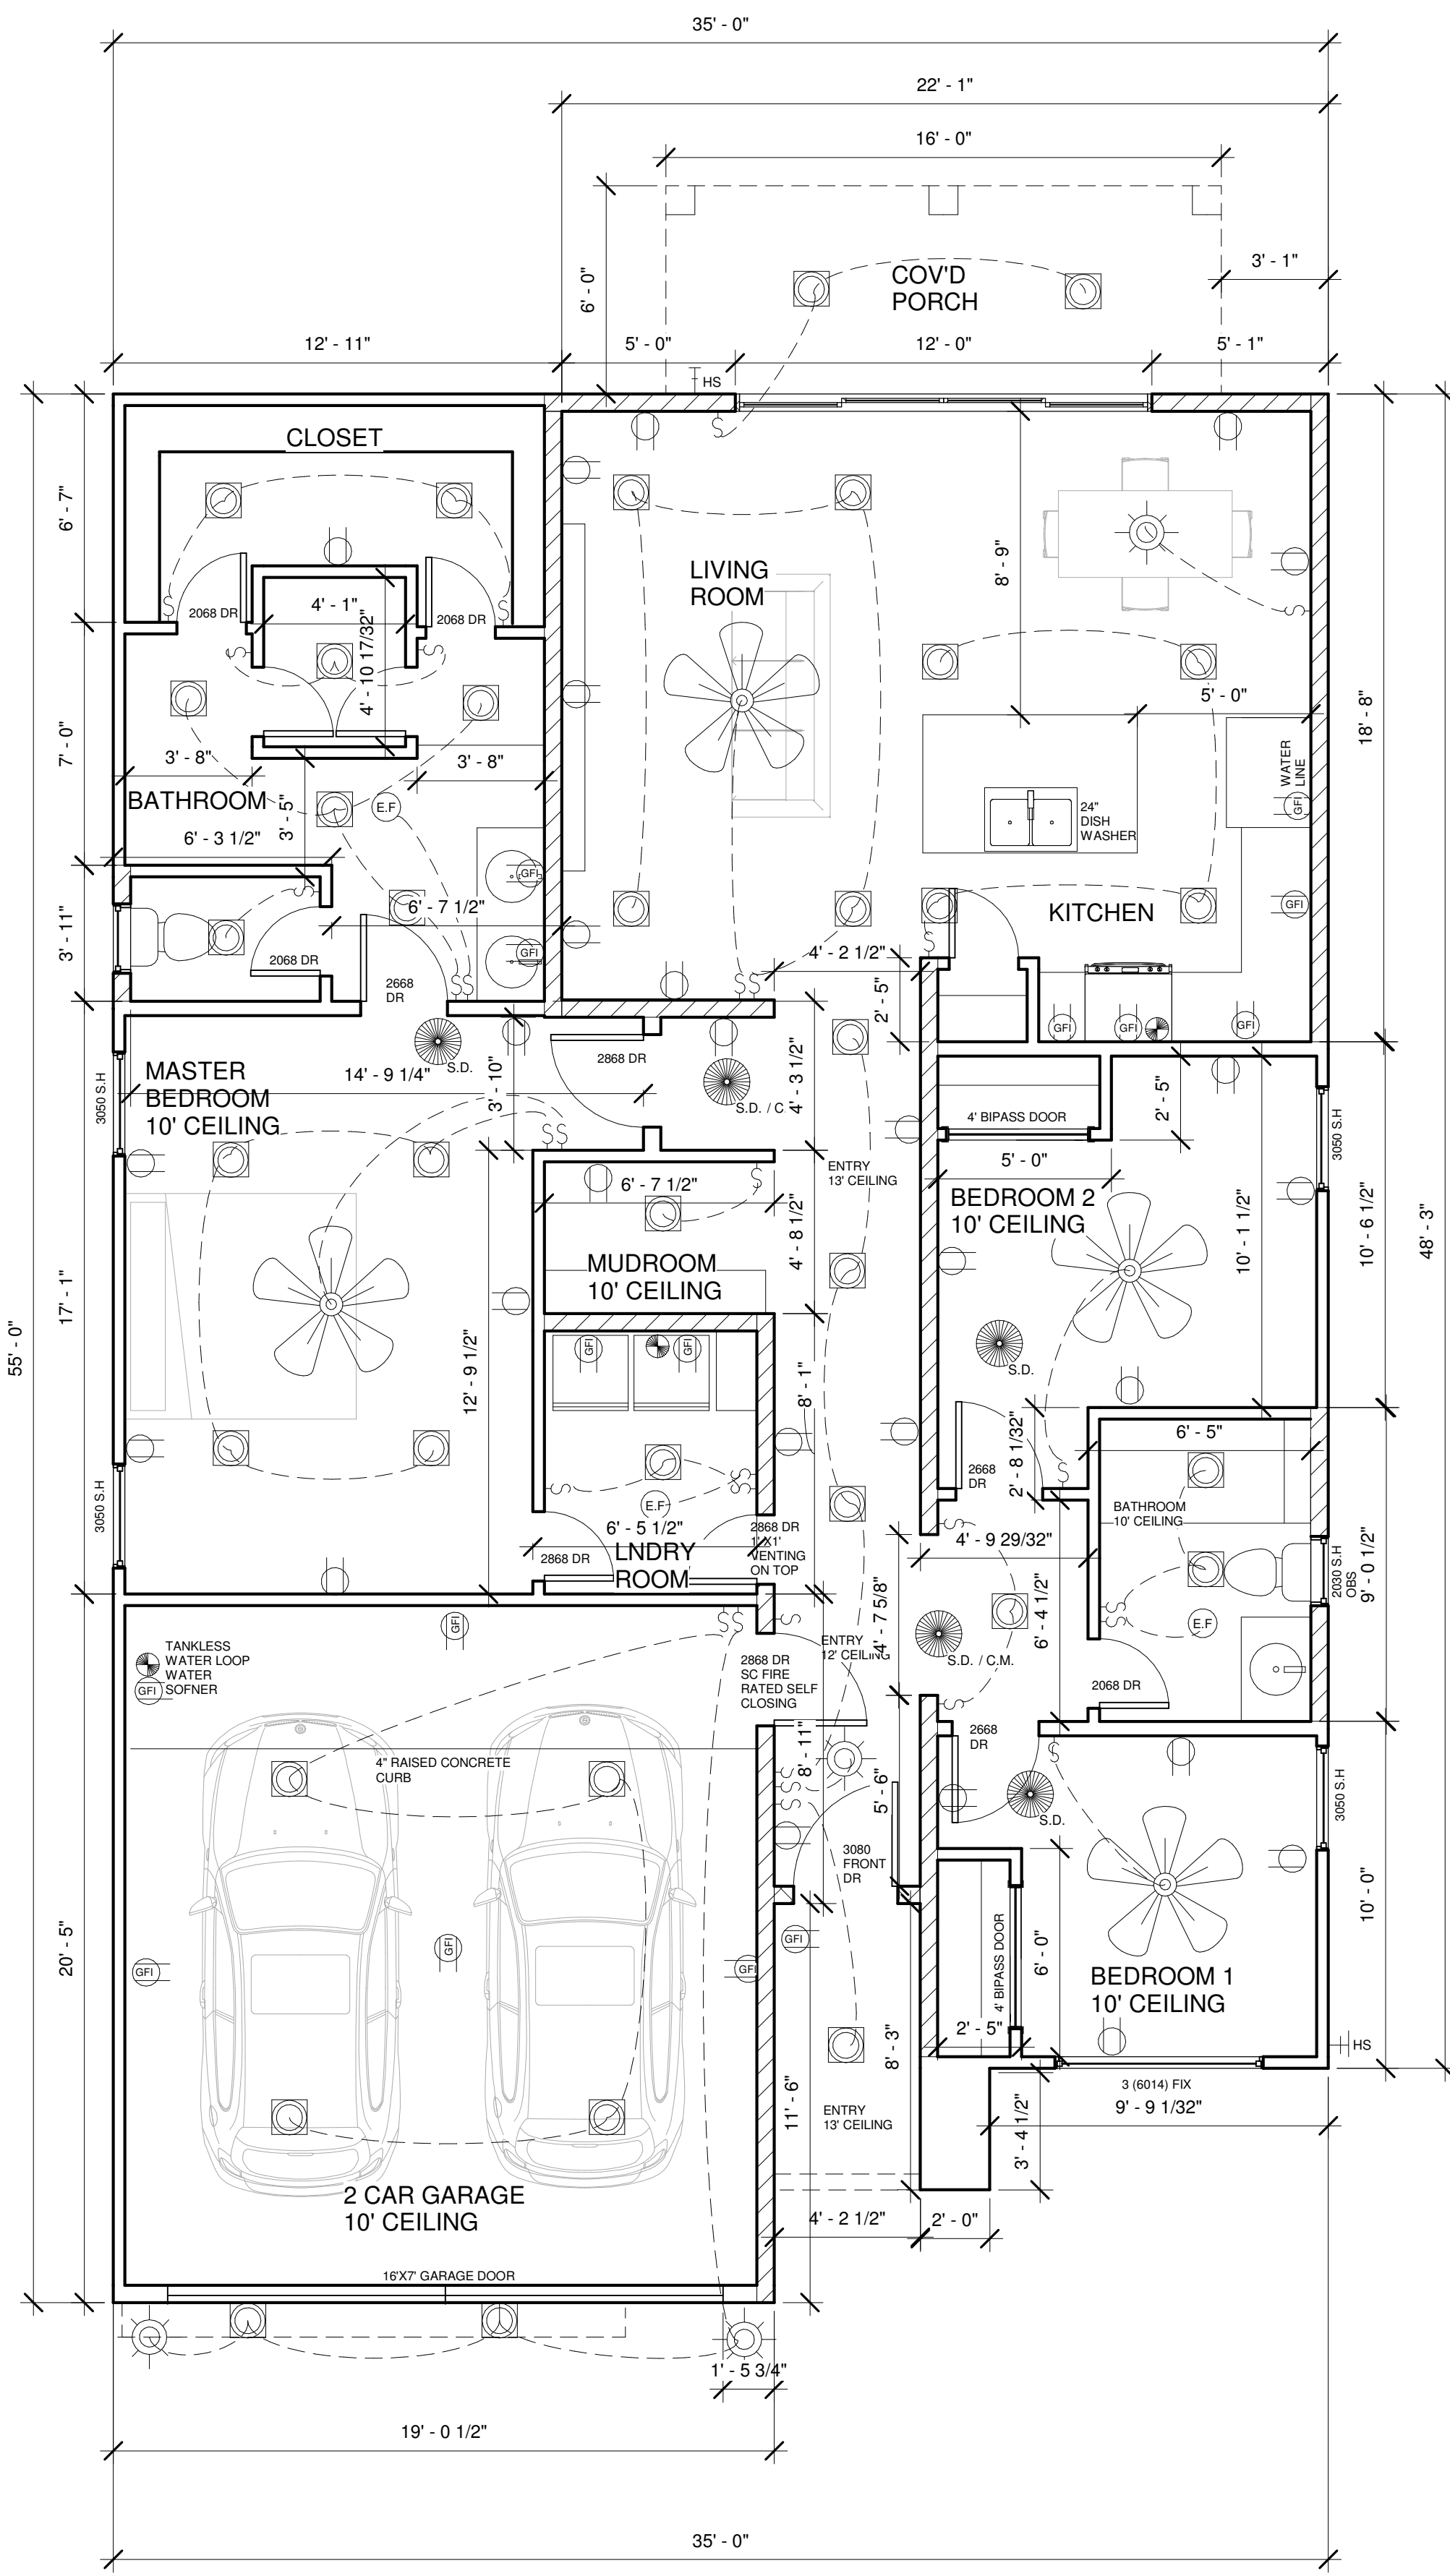 35' - 0"
22' - 1"
16' - 0"
3' - 1"
6' - 0"
COV'D
PORCH
12' - 11"
5' - 0"
12' - 0"
5' - 1"
HS
CLOSET
6' - 7"
LIVING
ROOM
8' - 9"
2068 DR
4' - 1"
2068 DR
4' - 10 17/32"
18' - 8"
5' - 0"
7' - 0"
3' - 8"
3' - 8"
WATER
LINE
GFI
BATHROOM
E.F
3' - 5"
24"
DISH
WASHER
6' - 3 1/2"
GFI
6' - 7 1/2"
KITCHEN
GFI
3' - 11"
GFI
2068 DR
2668
DR
4' - 2 1/2"
2' - 5"
GFI
GFI
GFI
MASTER
BEDROOM
10' CEILING
S.D.
14' - 9 1/4"
3' - 10"
2868 DR
S.D. / C
4' - 3 1/2"
3050 S.H
4' BIPASS DOOR
2' - 5"
3050 S.H
5' - 0"
ENTRY
13' CEILING
6' - 7 1/2"
BEDROOM 2
10' CEILING
4' - 8 1/2"
10' - 1 1/2"
10' - 6 1/2"
48' - 3"
MUDROOM
10' CEILING
17' - 1"
55' - 0"
GFI
GFI
12' - 9 1/2"
8' - 1"
S.D.
6' - 5"
2' - 8 1/32"
2668
DR
3050 S.H
E.F
BATHROOM
10' CEILING
6' - 5 1/2"
2868 DR
1'X1'
VENTING
ON TOP
2868 DR
LNDRY
ROOM
4' - 9 29/32"
2030 S.H
OBS
9' - 0 1/2"
4' - 7 5/8"
6' - 4 1/2"
E.F
GFI
TANKLESS
WATER LOOP
WATER
SOFNER
GFI
ENTRY
12' CEILING
2868 DR
SC FIRE
RATED SELF
CLOSING
S.D. / C.M.
2068 DR
2668
DR
4" RAISED CONCRETE
CURB
8' - 11"
5' - 6"
S.D.
3050 S.H
3080
FRONT
DR
10' - 0"
20' - 5"
GFI
GFI
GFI
GFI
4' BIPASS DOOR
6' - 0"
BEDROOM 1
10' CEILING
2' - 5"
8' - 3"
HS
3 (6014) FIX
9' - 9 1/32"
11' - 6"
ENTRY
13' CEILING
3' - 4 1/2"
2 CAR GARAGE
10' CEILING
4' - 2 1/2"
2' - 0"
16'X7' GARAGE DOOR
1' - 5 3/4"
19' - 0 1/2"
35' - 0"